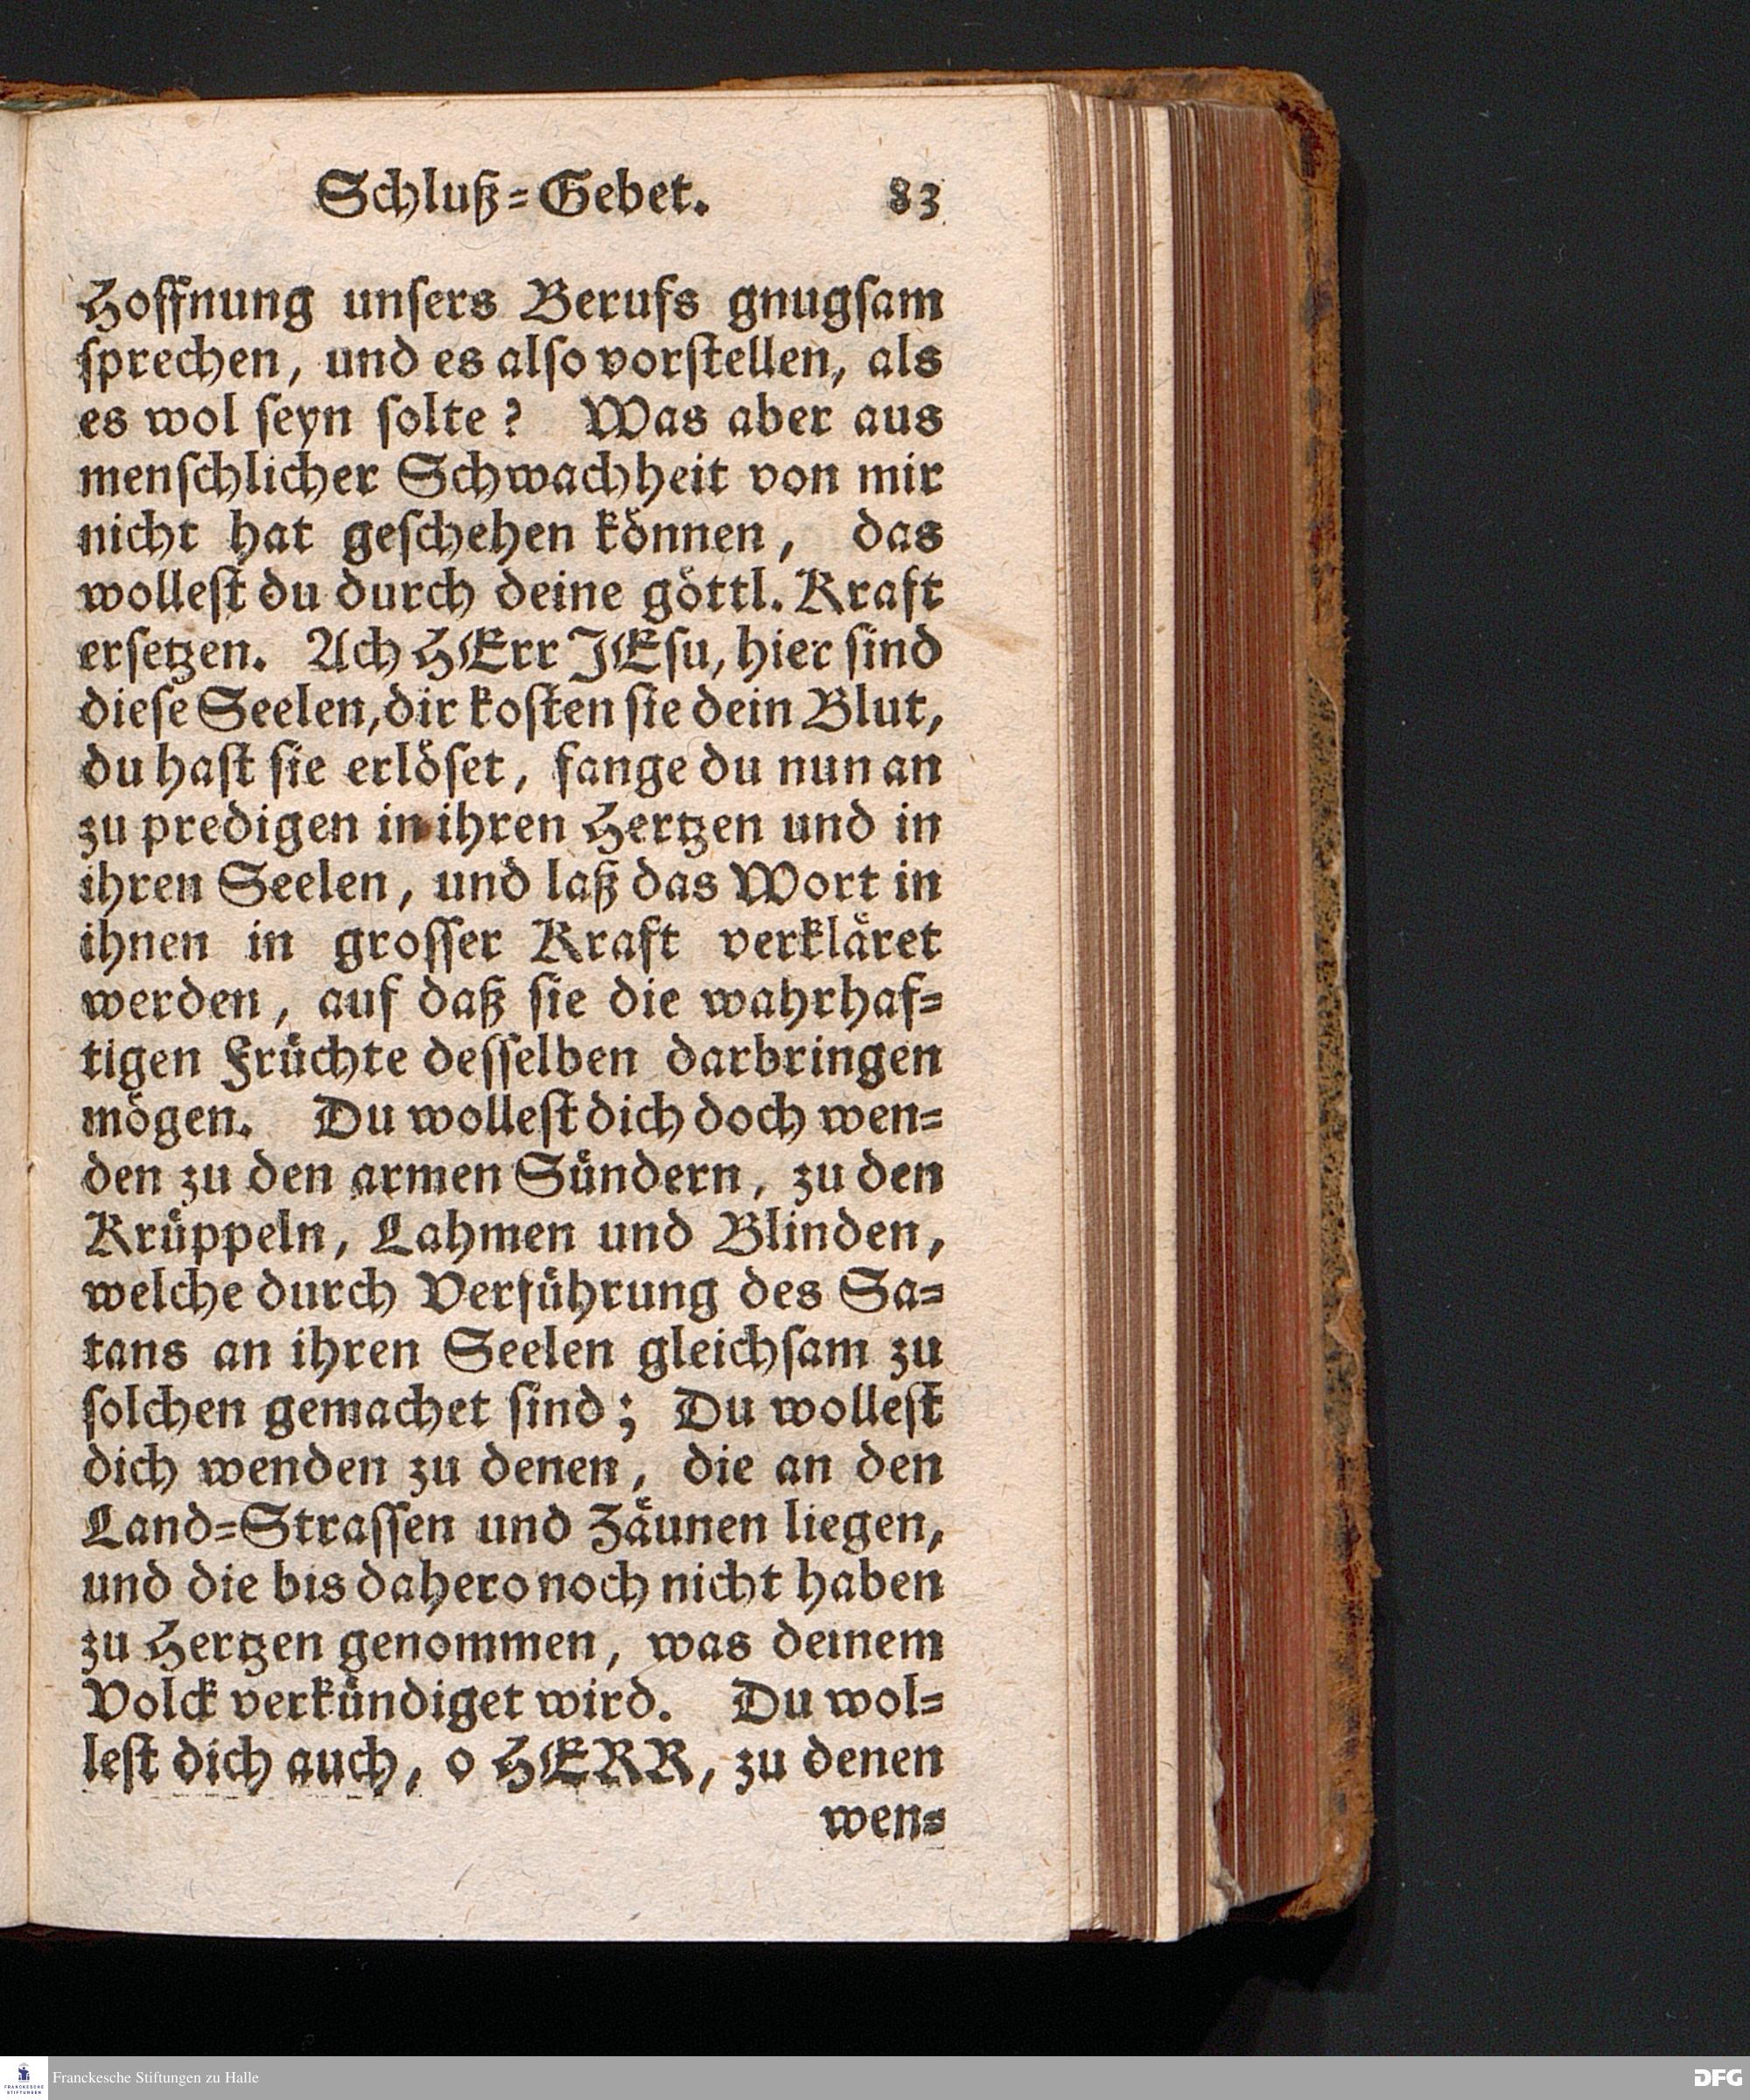 Schluß-Gebet. 83
Hoffnung unſers Berufs gnugſam
ſprechen, und es alſo vorſtellen, als
es wol ſeyn ſolte? Was aber aus
menſchlicher Schwachheit von mir
nicht hat geſchehen können, das
wolleſt du durch deine göttl. Kraft
erſetzen. Ach HErr JEſu, hier ſind
dieſe Seelen, dir koſten ſie dein Blut,
du haſt ſie erlöſet, fange du nun an
zu predigen in ihren Hertzen und in
ihren Seelen, und laß das Wort in
ihnen in groſſer Kraft verkläret
werden, auf daß ſie die wahrhaf-
tigen Früchte deſſelben darbringen
mögen. Du wolleſt dich doch wen-
den zu den armen Sündern, zu den
Krüppeln, Lahmen und Blinden,
welche durch Verführung des Sa-
tans an ihren Seelen gleichſam zu
ſolchen gemachet ſind; Du wolleſt
dich wenden zu denen, die an den
Land-Straſſen und Zäunen liegen,
und die bis dahero noch nicht haben
zu Hertzen genommen, was deinem
Volck verkündiget wird. Du wol-
leſt dich auch, o HERR, zu denen
wen-
FRANCKESCHE STIFTUNGEN
Franckesche Stiftungen zu Halle
DFG